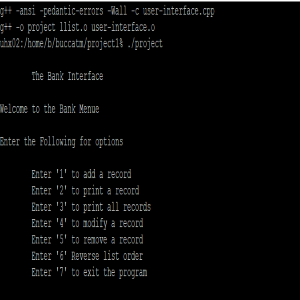 g++ -ansi -pedantic-errors -Wall -c user-interface.cpp
g++ -o project llist.o user-interface.o
uhx02:/home/b/buccatm/project1% ./project
The Bank Interface
Welcome to the Bank Menue
Enter the Following for options
Enter '1' to add a record
Enter '2' to print a record
Enter '3' to print all records
Enter '4' to modify a record
Enter '5' to remove a record
Enter '6' Reverse list order
Enter '7' to exit the program